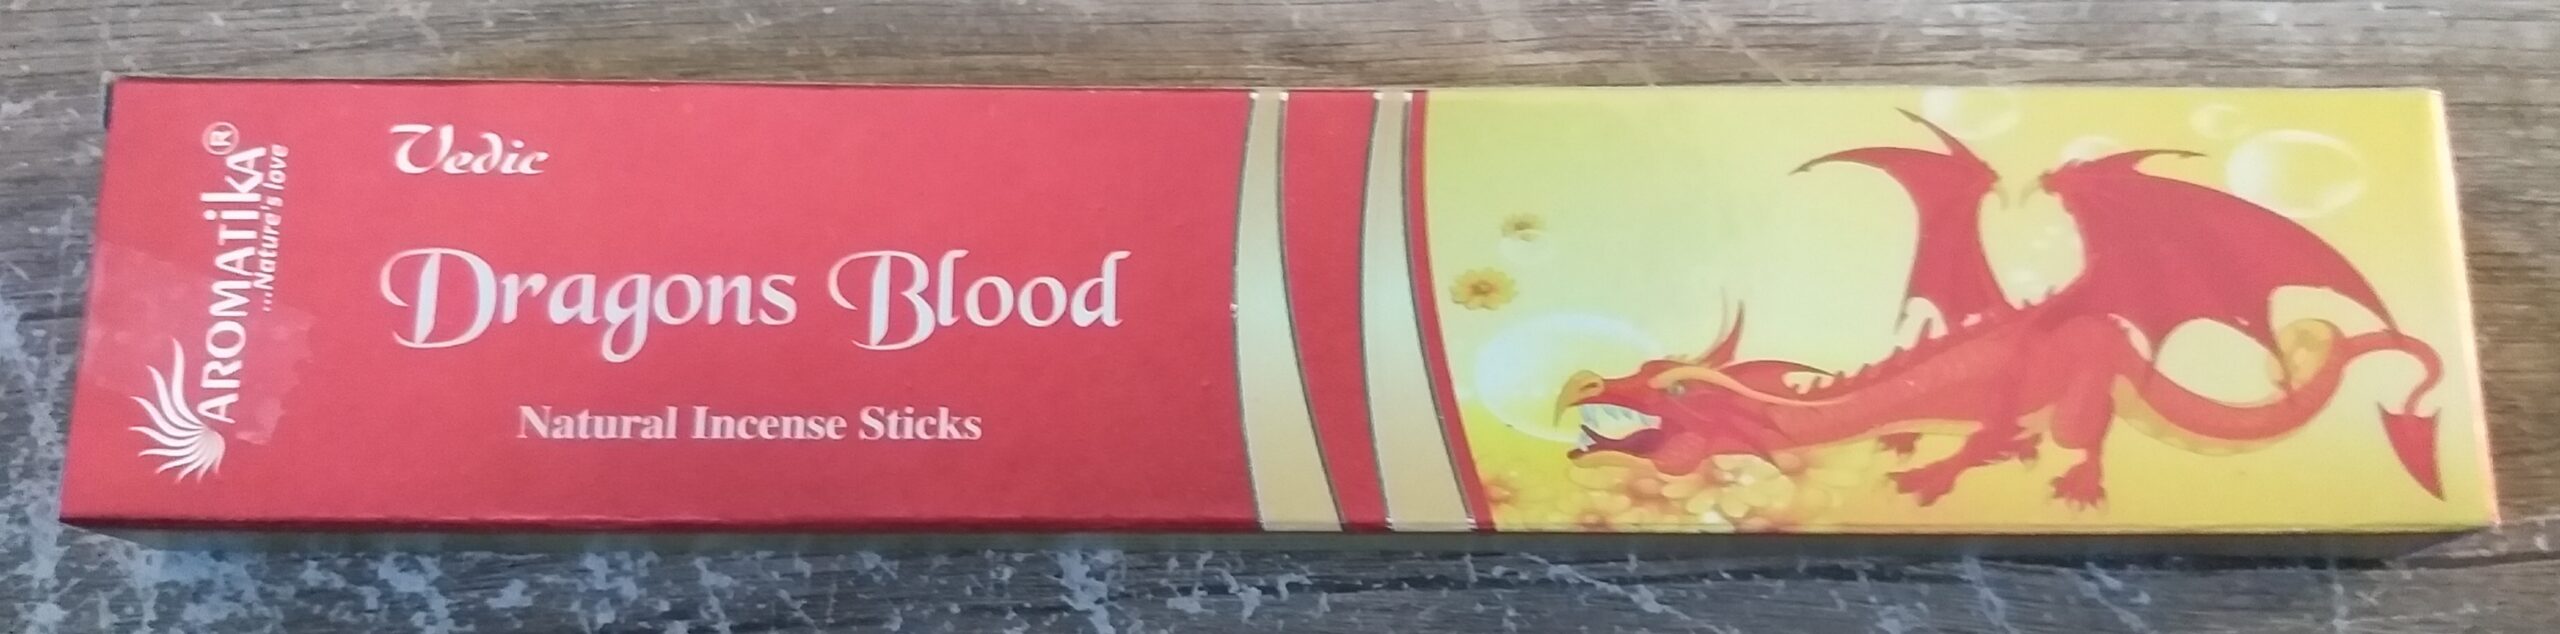 AROMATikA®
...Nature's love
Vedic
Dragons Blood
Natural Incense Sticks